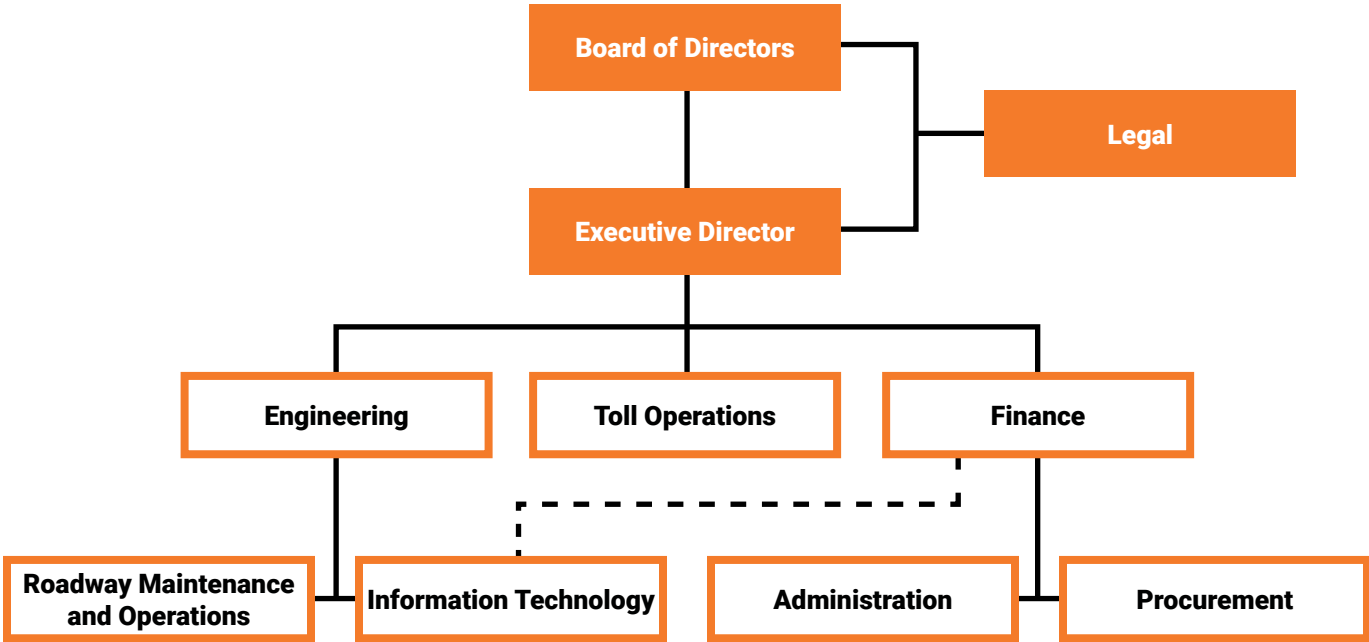 Board of Directors
Legal
Executive Director
Engineering
Toll Operations
Finance
Roadway Maintenance
and Operations
Information Technology
Administration
Procurement